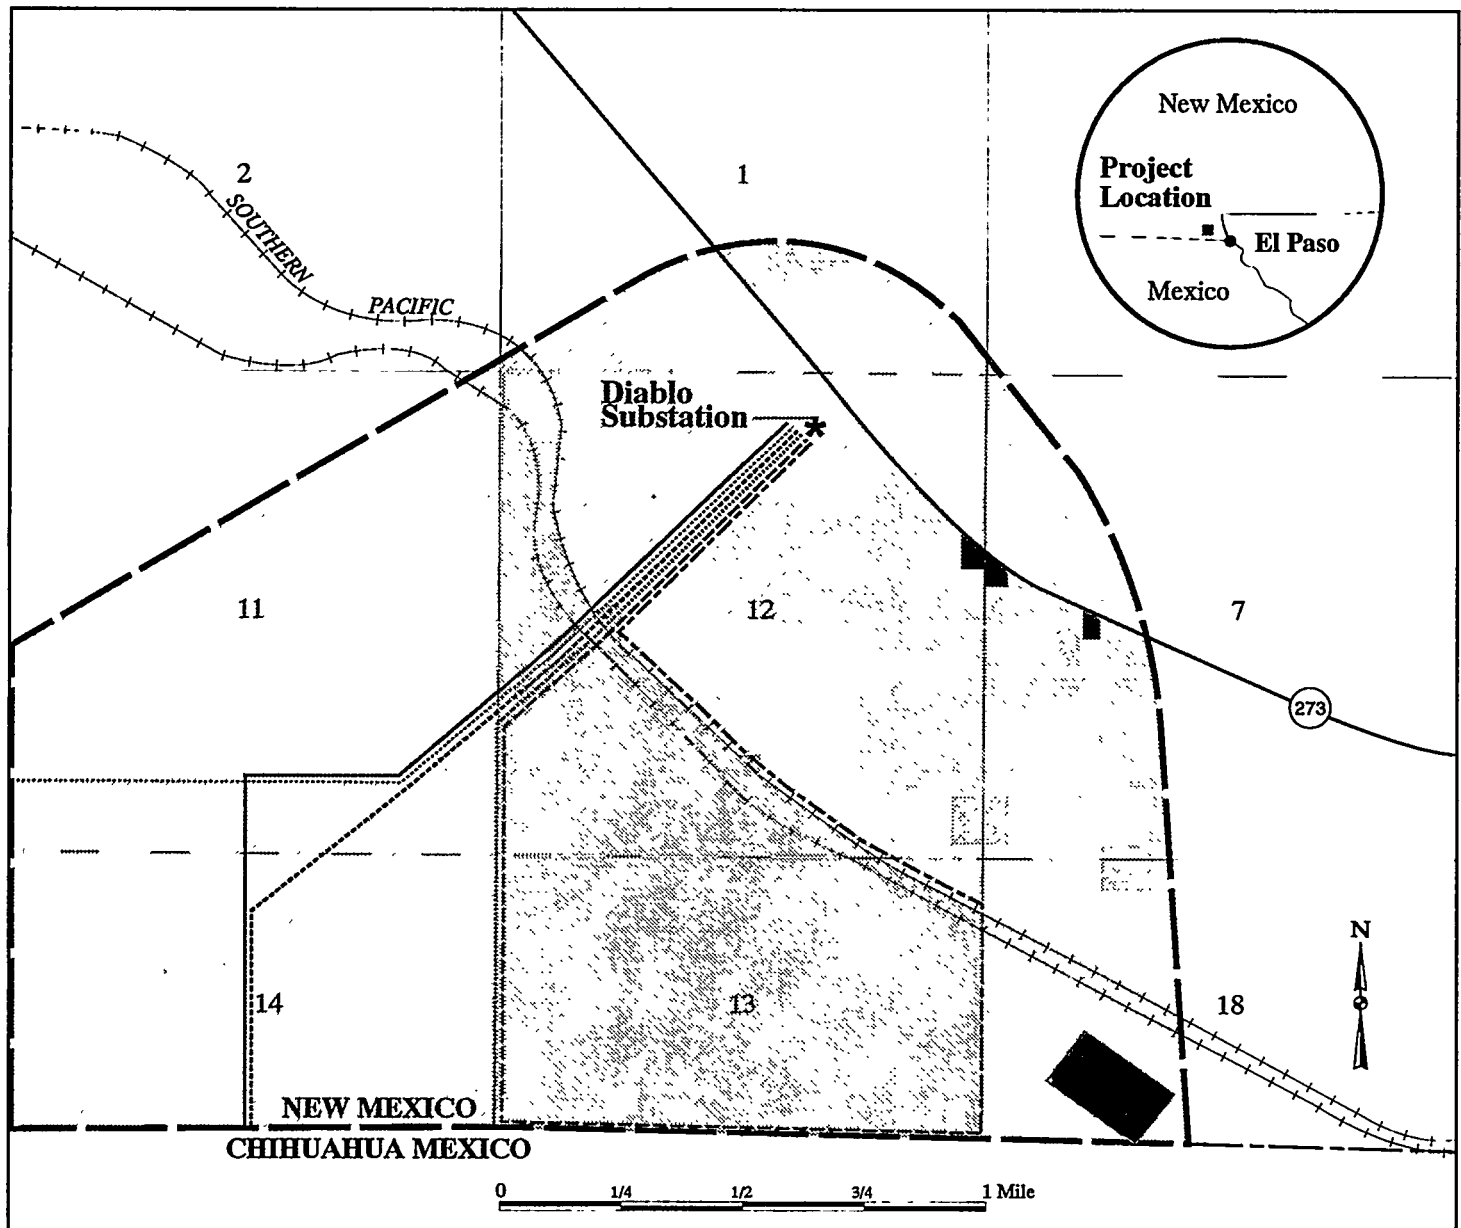 New Mexico
Project
Location
El Paso
Mexico
2
1
SOUTHERN
PACIFIC
Diablo
Substation
11
12
7
273
14
13
18
N
NEW MEXICO
CHIHUAHUA MEXICO
0 1/4 1/2 3/4 1 Mile